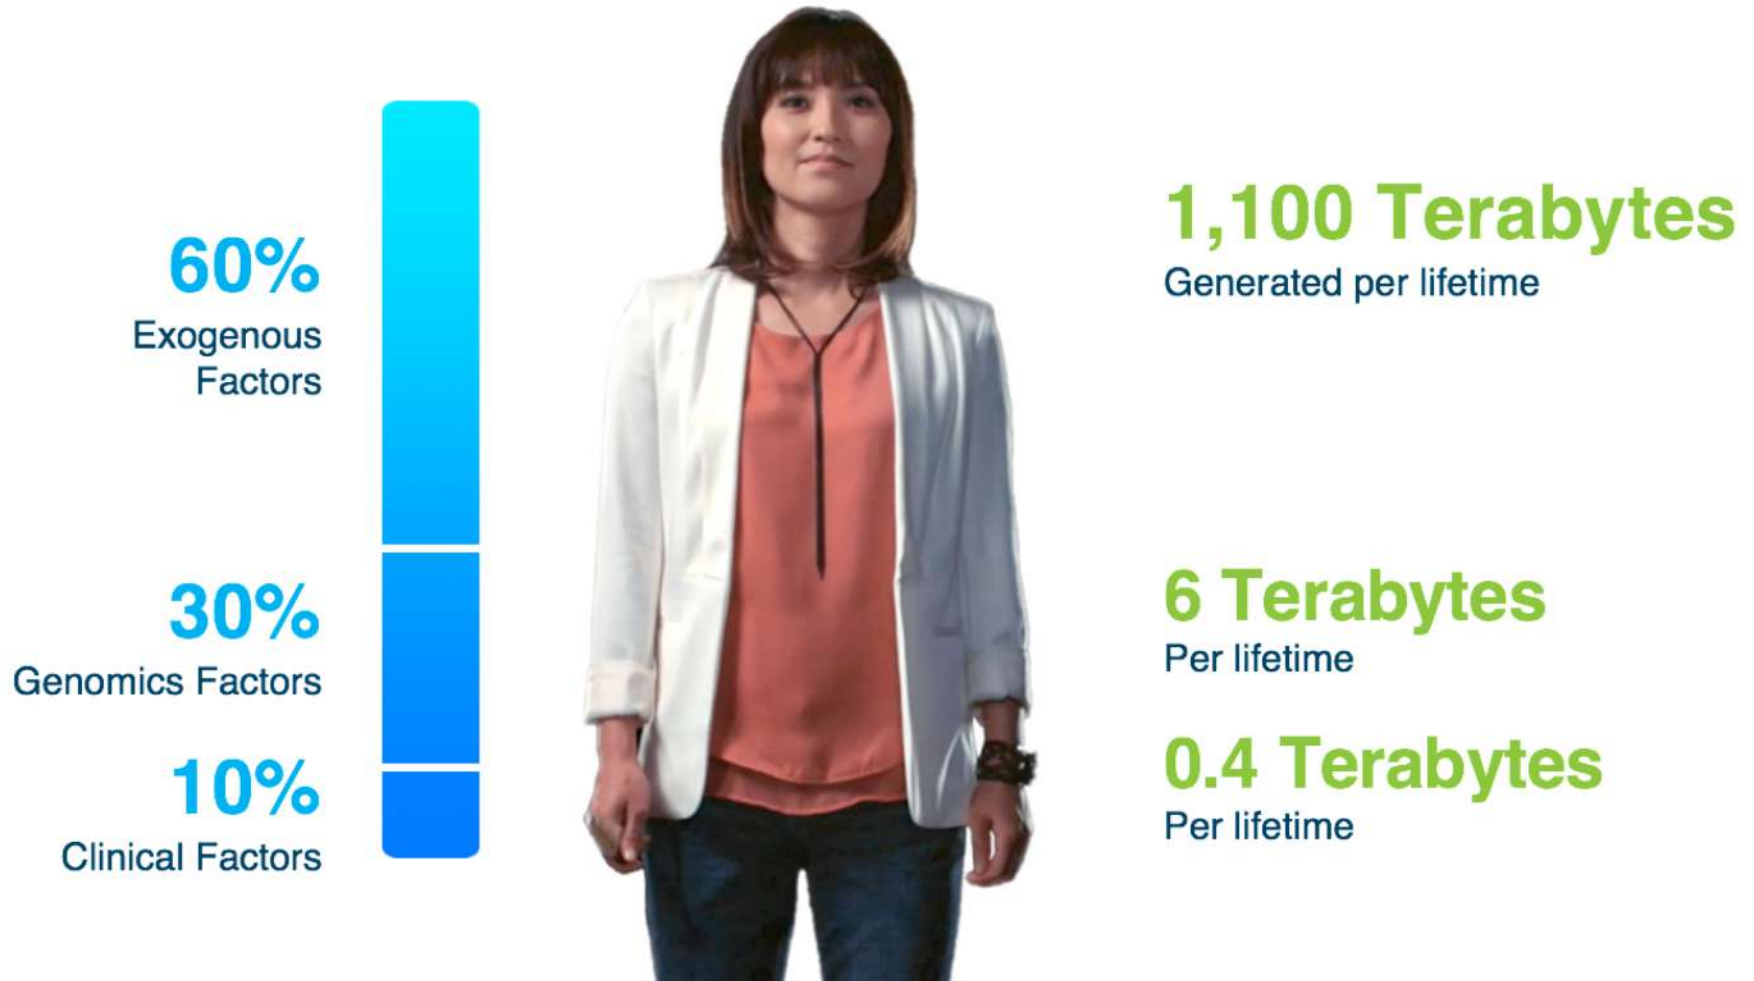 60%
Exogenous
Factors
1,100 Terabytes
Generated per lifetime
30%
Genomics Factors
6 Terabytes
Per lifetime
10%
Clinical Factors
0.4 Terabytes
Per lifetime